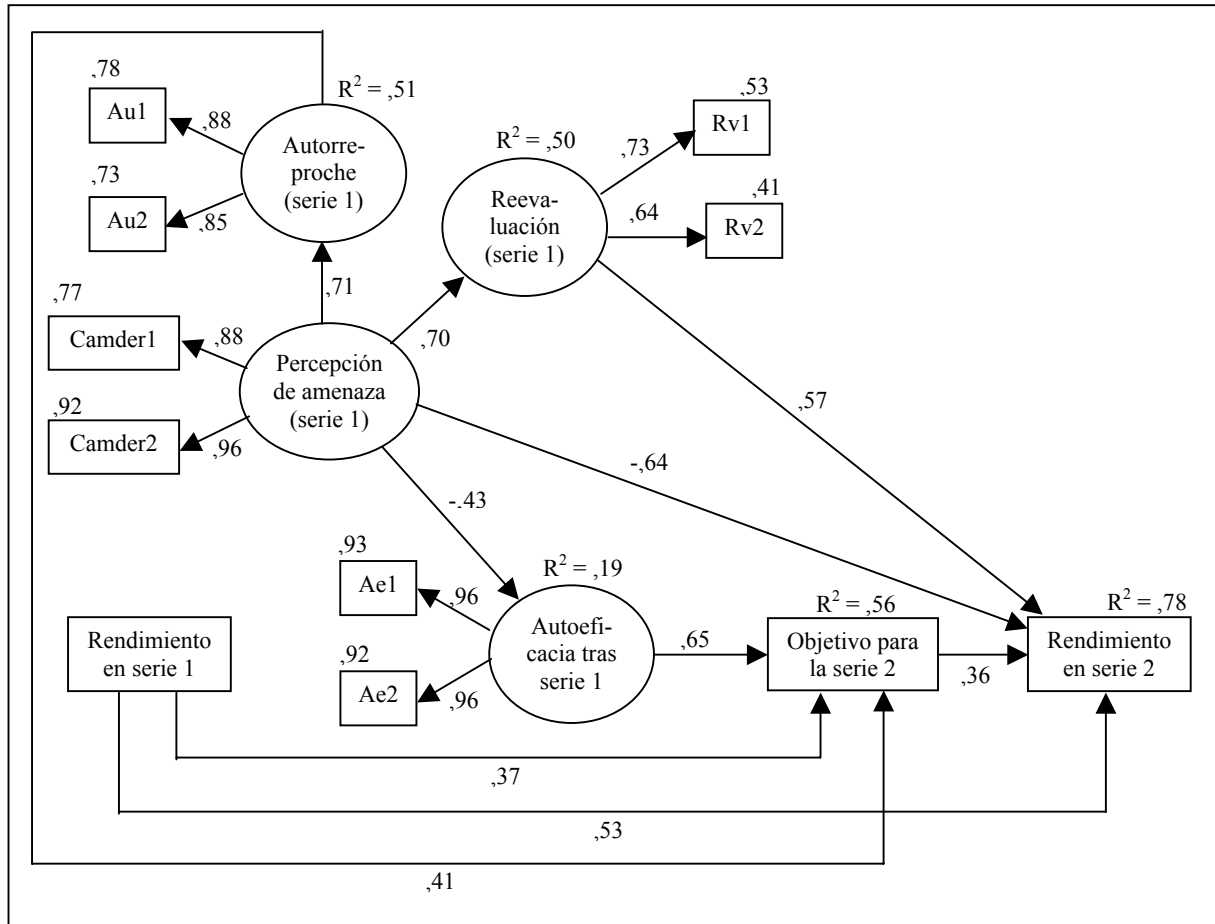 ,78
R² = ,51
Au1
,88
Autorre-
proche
(serie 1)
,73
Au2
,85
,53
Rv1
R² = ,50
,73
Reeva-
luación
(serie 1)
,41
Rv2
,64
,71
,70
,77
Camder1
,88
Percepción
de amenaza
(serie 1)
,92
Camder2
,96
,57
-,64
-.43
,93
Ae1
,96
R² = ,19
Autoefi-
cacia tras
serie 1
,92
Ae2
,96
Rendimiento
en serie 1
,65
R² = ,56
Objetivo para
la serie 2
,36
R² = ,78
Rendimiento
en serie 2
,37
,53
,41